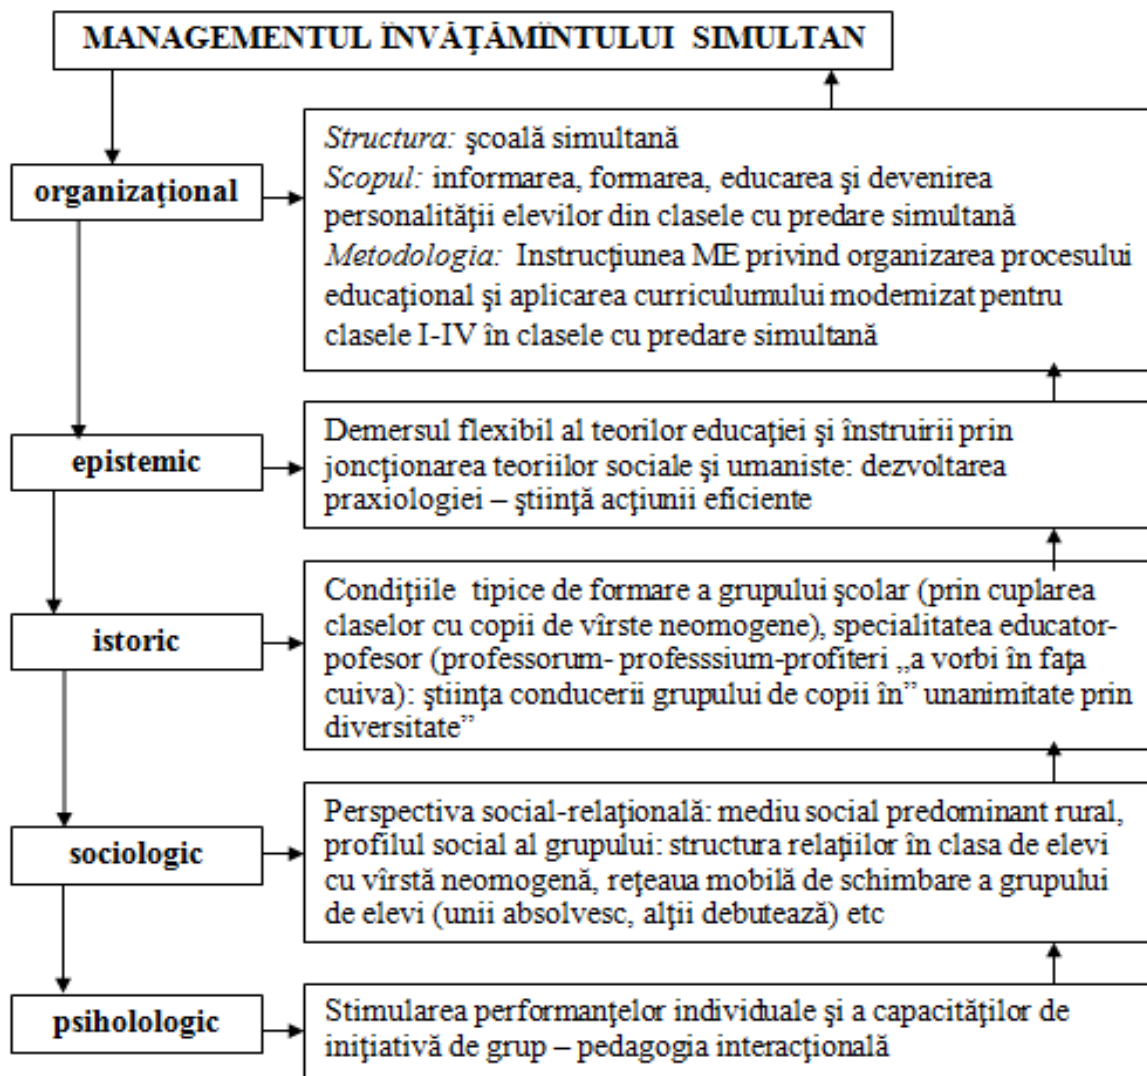 MANAGEMENTUL ÎNVĂŢĂMÎNTULUI SIMULTAN
organizaţional
Structura: şcoală simultană
Scopul: informarea, formarea, educarea şi devenirea
personalităţii elevilor din clasele cu predare simultană
Metodologia: Instrucţiunea ME privind organizarea procesului
educaţional şi aplicarea curriculumului modernizat pentru
clasele I-IV în clasele cu predare simultană
epistemic
Demersul flexibil al teorilor educaţiei şi înstruirii prin
joncţionarea teoriilor sociale şi umaniste: dezvoltarea
praxiologiei – ştiinţă acţiunii eficiente
istoric
Condiţiile tipice de formare a grupului şcolar (prin cuplarea
claselor cu copii de vîrste neomogene), specialitatea educator-
pofesor (professorum- professsium-profiteri „a vorbi în faţa
cuiva): ştiinţa conducerii grupului de copii în” unanimitate prin
diversitate”
sociologic
Perspectiva social-relaţională: mediu social predominant rural,
profilul social al grupului: structura relaţiilor în clasa de elevi
cu vîrstă neomogenă, reţeaua mobilă de schimbare a grupului
de elevi (unii absolvesc, alţii debutează) etc
psiholologic
Stimularea performanţelor individuale şi a capacităţilor de
iniţiativă de grup – pedagogia interacţională